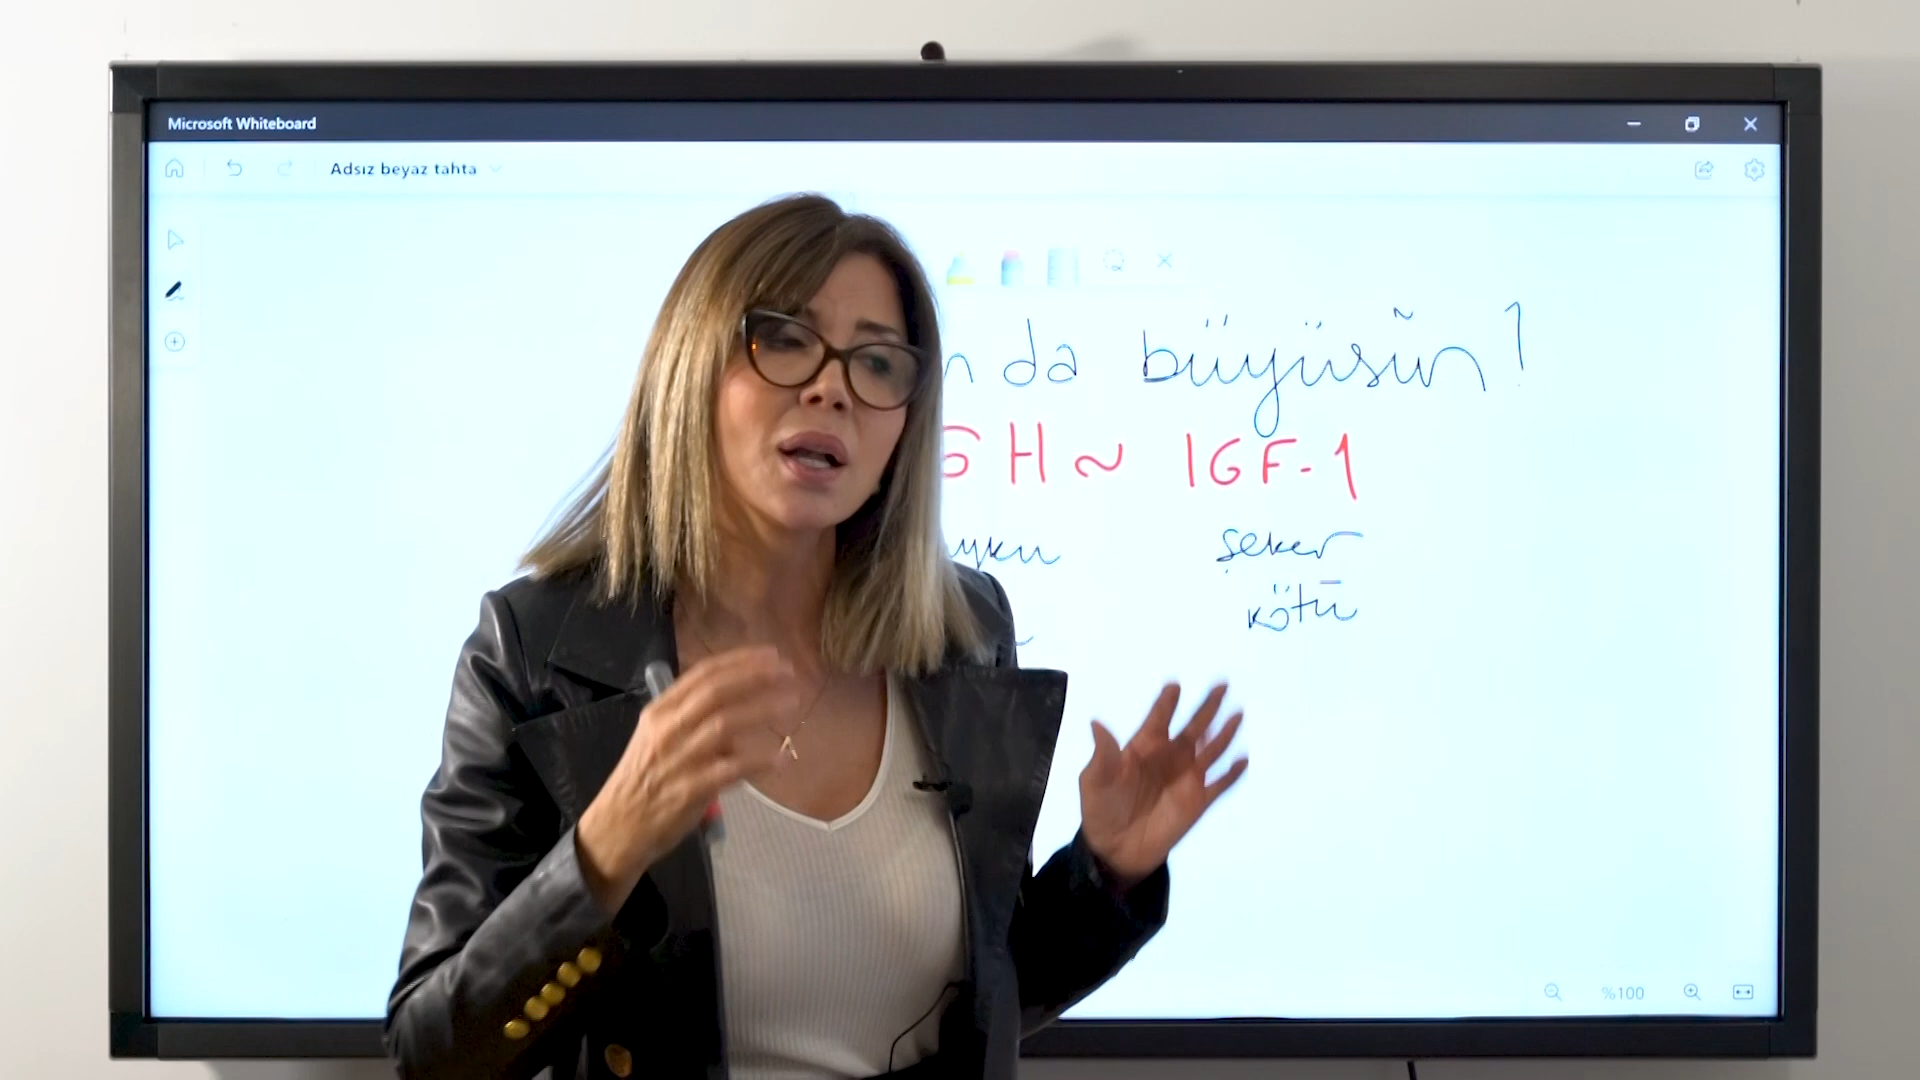 Microsoft Whiteboard
Adsız beyaz tahta
da büyüsün!
GH ~ IGF-1
şeker
kötü
%100
A